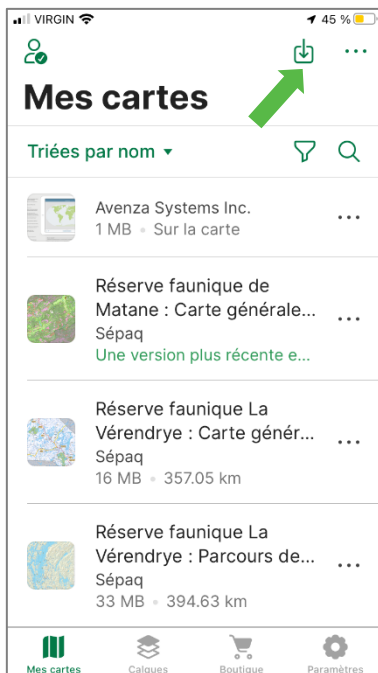 VIRGIN
45 %
Mes cartes
Triées par nom
Avenza Systems Inc.
1 MB • Sur la carte
Réserve faunique de
Matane : Carte générale...
Sépaq
Une version plus récente e...
Réserve faunique La
Vérendrye : Carte génér...
Sépaq
16 MB • 357.05 km
Réserve faunique La
Vérendrye : Parcours de...
Sépaq
33 MB • 394.63 km
Mes cartes Calques Boutique Paramètres